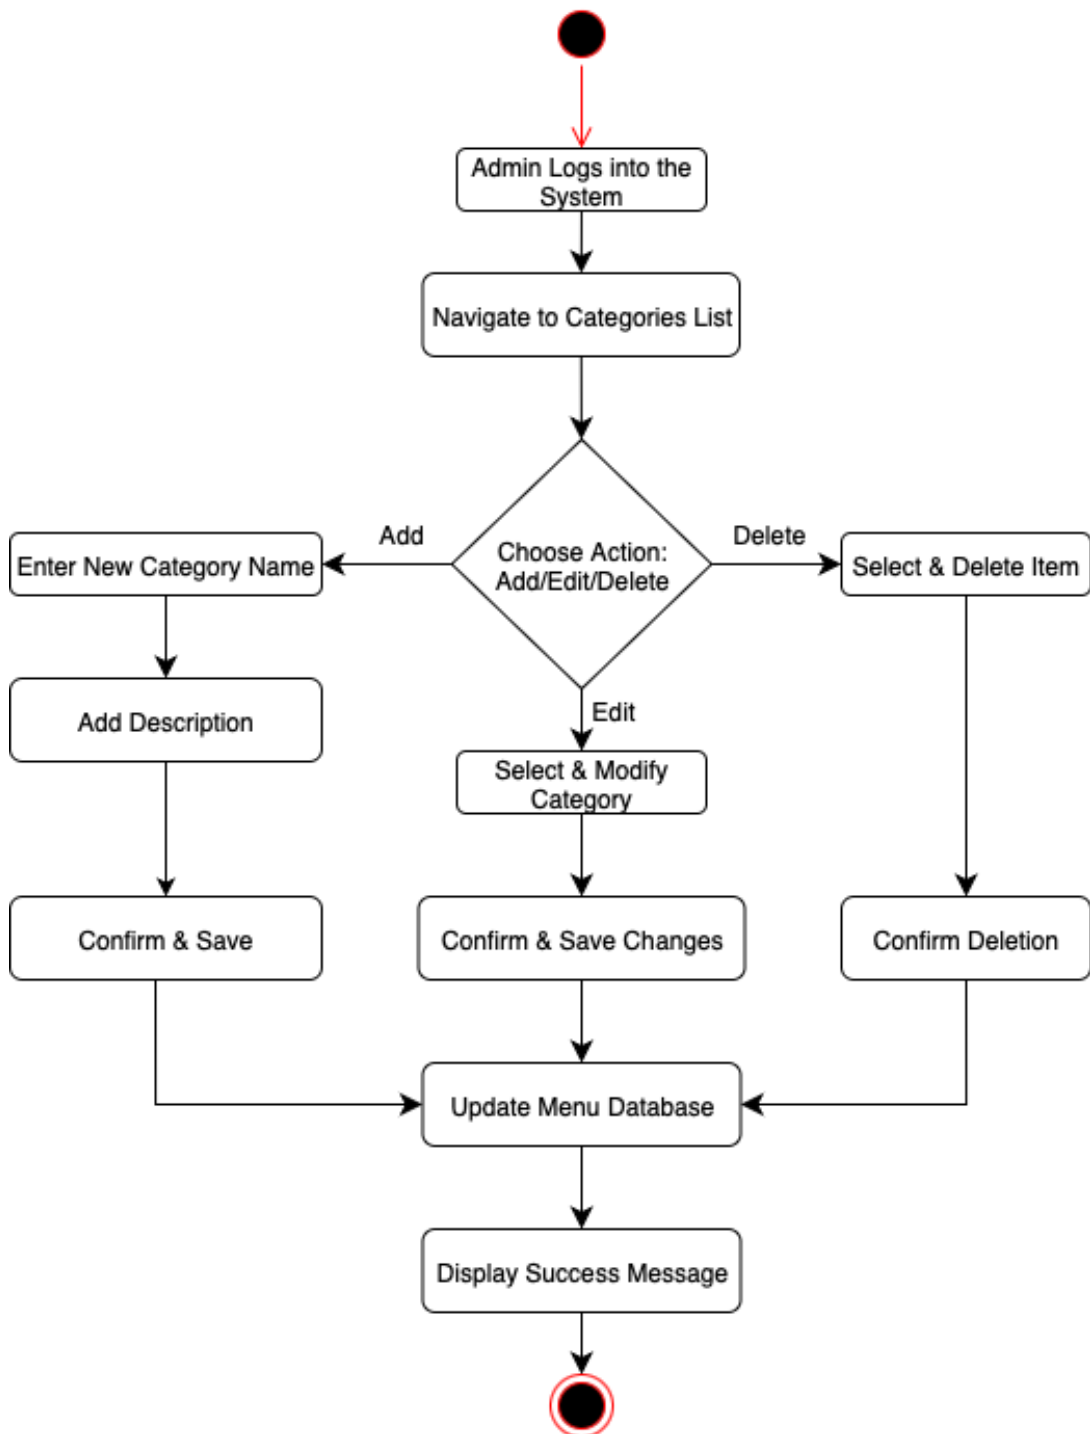 Admin Logs into the
System
Navigate to Categories List
Add
Delete
Enter New Category Name
Choose Action:
Add/Edit/Delete
Select & Delete Item
Add Description
Edit
Select & Modify
Category
Confirm & Save
Confirm & Save Changes
Confirm Deletion
Update Menu Database
Display Success Message